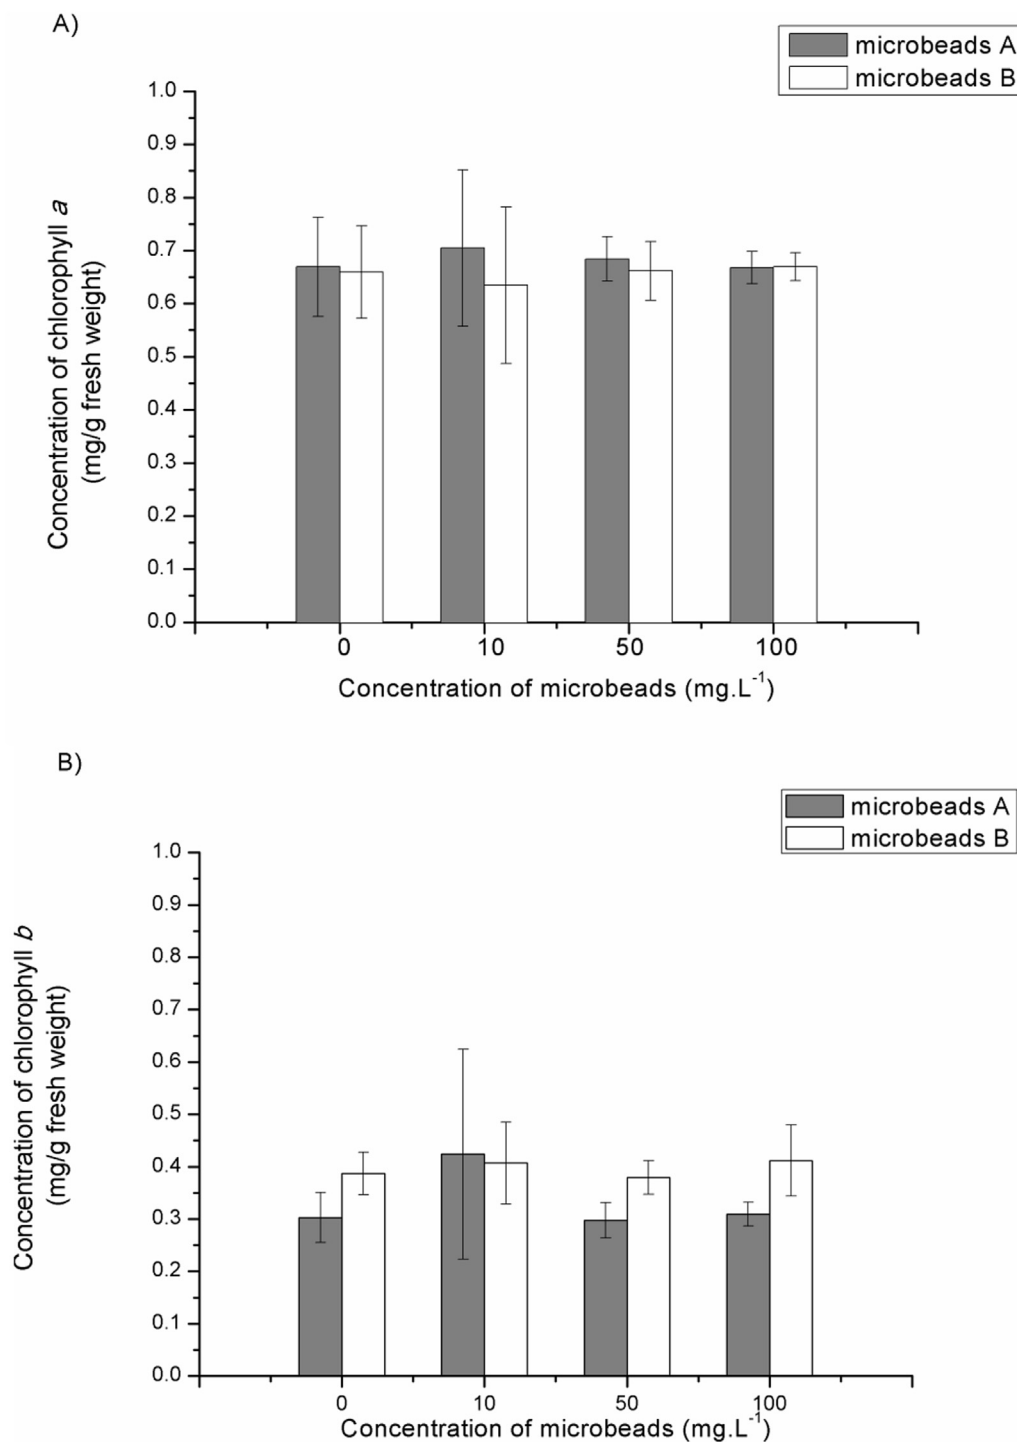 A)
microbeads A
microbeads B
1.0
0.9
0.8
0.7
0.6
0.5
0.4
0.3
0.2
0.1
0.0
Concentration of chlorophyll a
(mg/g fresh weight)
0 10 50 100
Concentration of microbeads (mg.L⁻¹)
B)
microbeads A
microbeads B
1.0
0.9
0.8
0.7
0.6
0.5
0.4
0.3
0.2
0.1
0.0
Concentration of chlorophyll b
(mg/g fresh weight)
0 10 50 100
Concentration of microbeads (mg.L⁻¹)